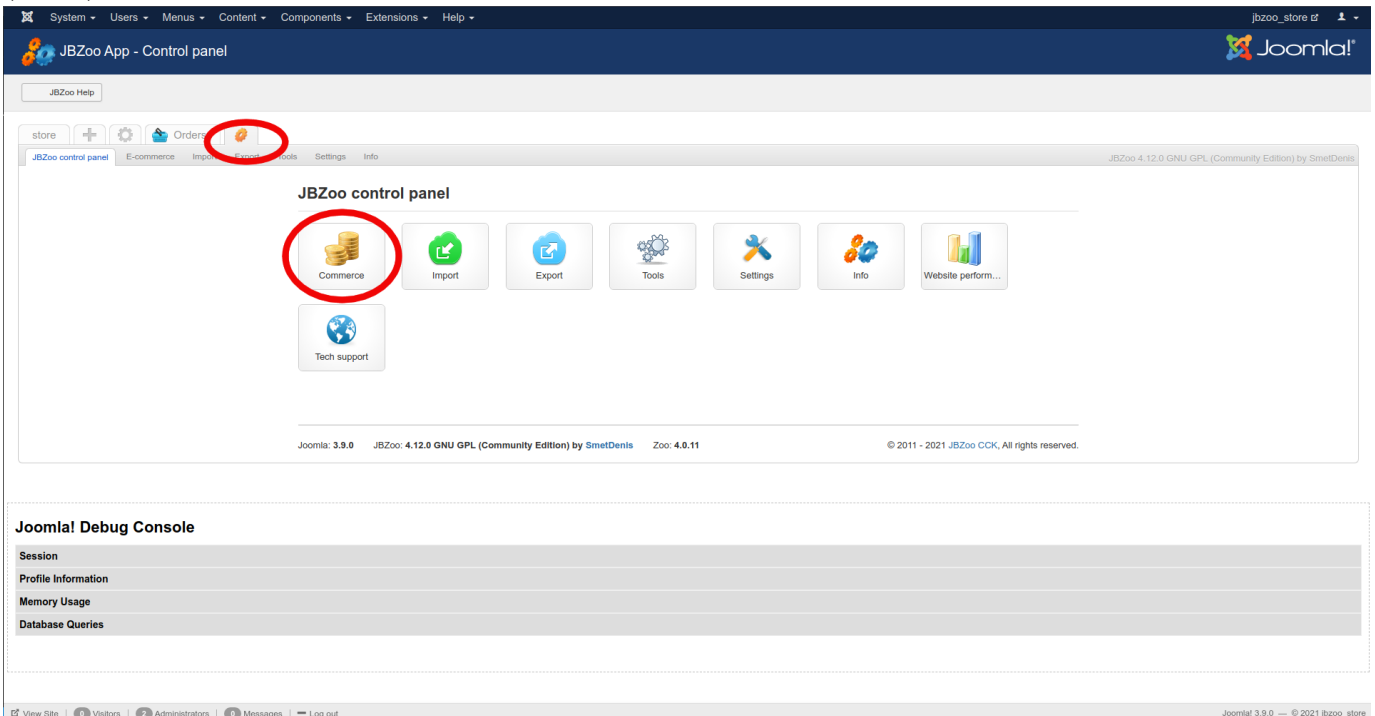 System Users Menus Content Components Extensions Help jbzoo_store
JBZoo App - Control panel Joomla!®
JBZoo Help
store Orders
JBZoo control panel E-commerce Import Export Tools Settings Info JBZoo 4.12.0 GNU GPL (Community Edition) by SmetDenis
JBZoo control panel
Commerce Import Export Tools Settings Info Website perform...
Tech support
Joomla: 3.9.0 JBZoo: 4.12.0 GNU GPL (Community Edition) by SmetDenis Zoo: 4.0.11 © 2011 - 2021 JBZoo CCK, All rights reserved.
Joomla! Debug Console
Session
Profile Information
Memory Usage
Database Queries
View Site 0 Visitors 2 Administrators 0 Messages Log out Joomla! 3.9.0 — © 2021 jbzoo_store